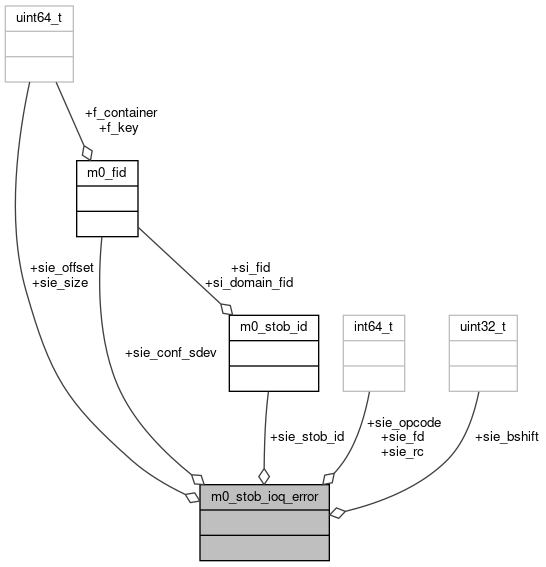 uint64_t
+f_container
+f_key
m0_fid
+sie_offset
+sie_size
+si_fid
+si_domain_fid
m0_stob_id
int64_t
uint32_t
+sie_conf_sdev
+sie_stob_id
+sie_opcode
+sie_fd
+sie_rc
+sie_bshift
m0_stob_ioq_error